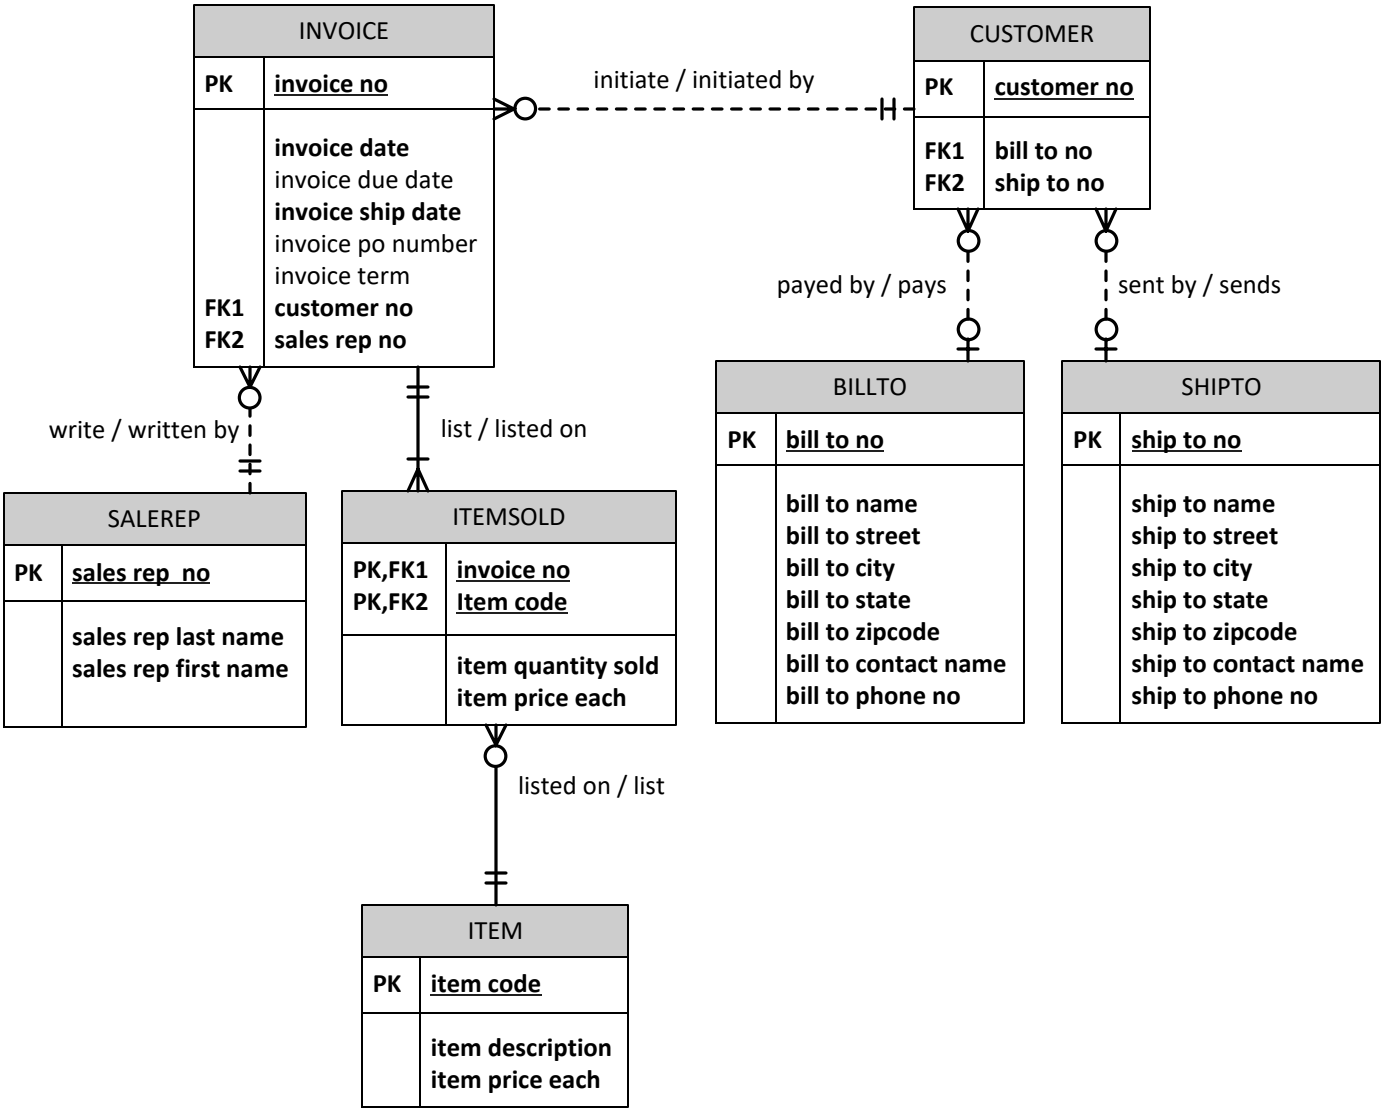 INVOICE
PK invoice no
invoice date
invoice due date
invoice ship date
invoice po number
invoice term
FK1 customer no
FK2 sales rep no
initiate / initiated by
CUSTOMER
PK customer no
FK1 bill to no
FK2 ship to no
payed by / pays
sent by / sends
write / written by
list / listed on
SALEREP
PK sales rep no
sales rep last name
sales rep first name
ITEMSOLD
PK,FK1 invoice no
PK,FK2 Item code
item quantity sold
item price each
BILLTO
PK bill to no
bill to name
bill to street
bill to city
bill to state
bill to zipcode
bill to contact name
bill to phone no
SHIPTO
PK ship to no
ship to name
ship to street
ship to city
ship to state
ship to zipcode
ship to contact name
ship to phone no
listed on / list
ITEM
PK item code
item description
item price each